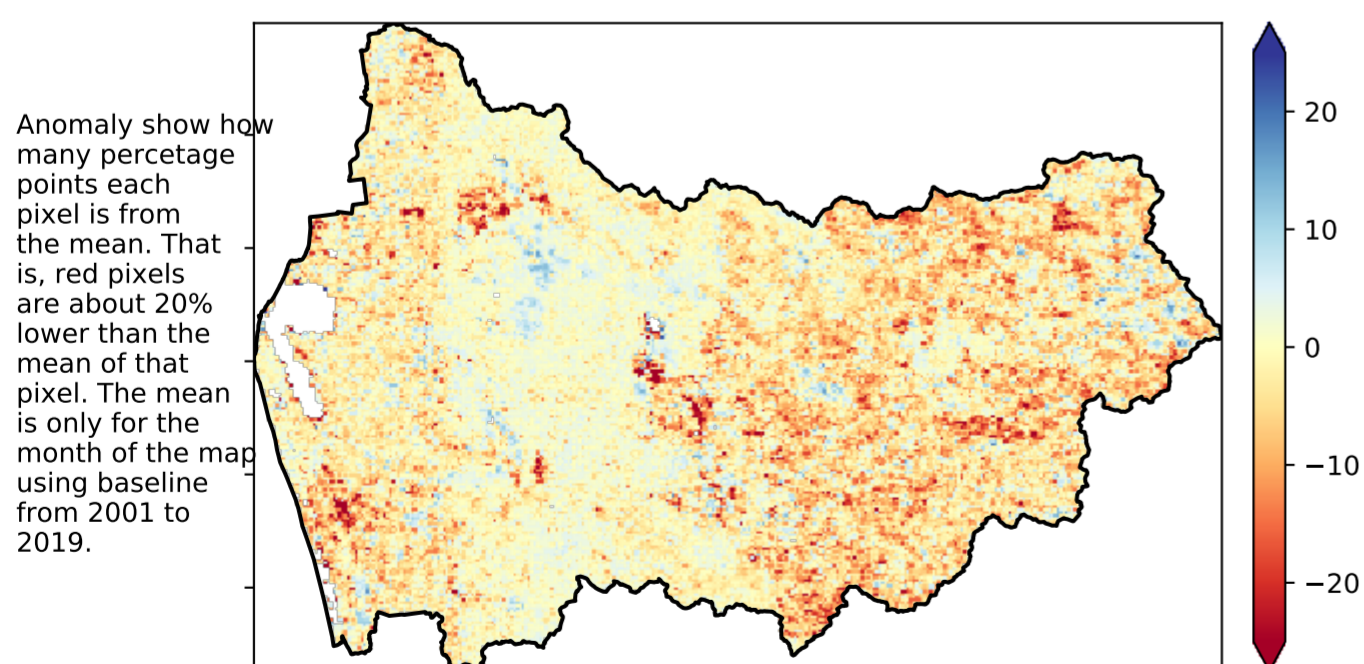 Anomaly show how
many percetage
points each
pixel is from
the mean. That
is, red pixels
are about 20%
lower than the
mean of that
pixel. The mean
is only for the
month of the map
using baseline
from 2001 to
2019.
20
10
0
−10
−20